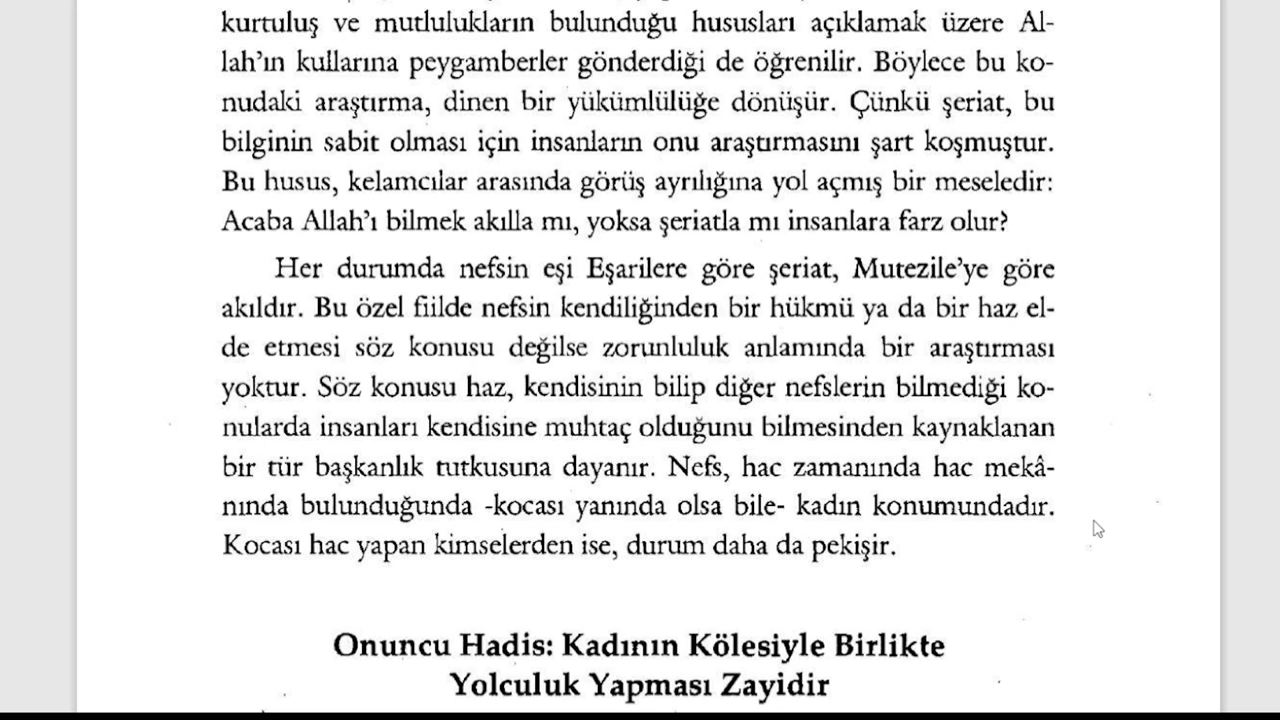 kurtuluş ve mutlulukların bulunduğu hususları açıklamak üzere Al-
lah’ın kullarına peygamberler gönderdiği de öğrenilir. Böylece bu ko-
nudaki araştırma, dinen bir yükümlülüğe dönüşür. Çünkü şeriat, bu
bilginin sabit olması için insanların onu araştırmasını şart koşmuştur.
Bu husus, kelamcılar arasında görüş ayrılığına yol açmış bir meseledir:
Acaba Allah’ı bilmek akılla mı, yoksa şeriatla mı insanlara farz olur?
Her durumda nefsin eşi Eşarilere göre şeriat, Mutezile’ye göre
akıldır. Bu özel fiilde nefsin kendiliğinden bir hükmü ya da bir haz el-
de etmesi söz konusu değilse zorunluluk anlamında bir araştırması
yoktur. Söz konusu haz, kendisinin bilip diğer nefslerin bilmediği ko-
nularda insanları kendisine muhtaç olduğunu bilmesinden kaynaklanan
bir tür başkanlık tutkusuna dayanır. Nefs, hac zamanında hac mekâ-
nında bulunduğunda -kocası yanında olsa bile- kadın konumundadır.
Kocası hac yapan kimselerden ise, durum daha da pekişir.
Onuncu Hadis: Kadının Kölesiyle Birlikte
Yolculuk Yapması Zayidir